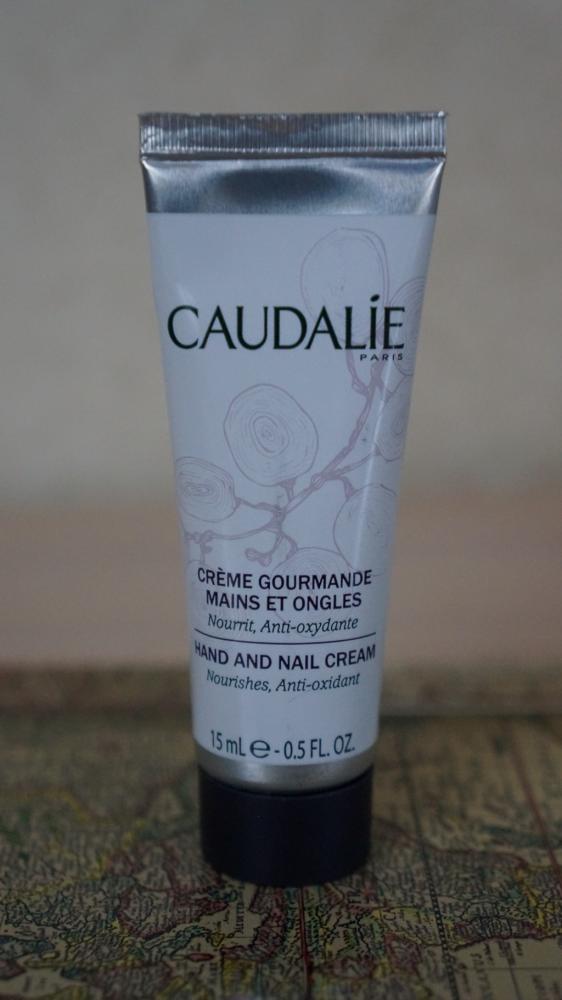 CAUDALÍE
PARIS
CRÈME GOURMANDE
MAINS ET ONGLES
Nourrit, Anti-oxydante
HAND AND NAIL CREAM
Nourishes, Anti-oxidant
15 mL ℮ - 0.5 FL. OZ.